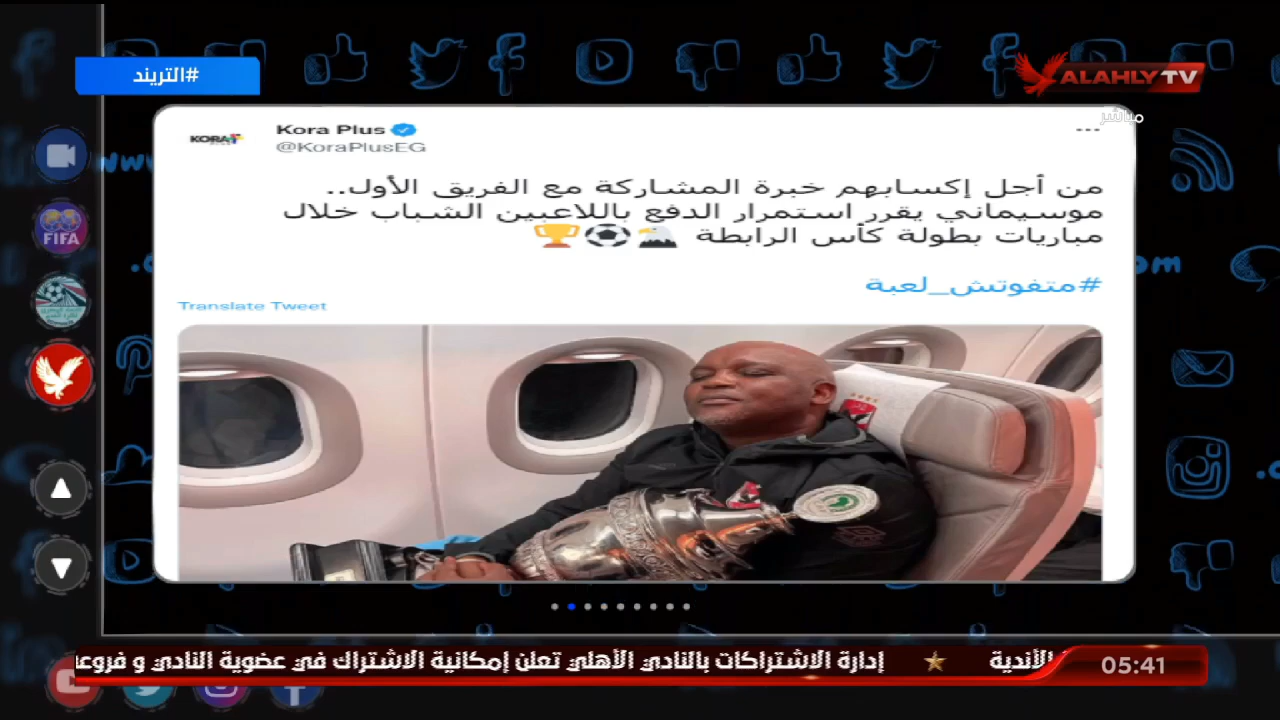 #التريند
ALAHLY TV
مباشر
KORA
Kora Plus
@KoraPlusEG
من أجل إكسابهم خبرة المشاركة مع الفريق الأول..
موسيماني يقرر استمرار الدفع باللاعبين الشباب خلال
مباريات بطولة كأس الرابطة 🦅⚽🏆
#متفوتش_لعبة
Translate Tweet
FIFA
الأندية ★ إدارة الاشتراكات بالنادي الأهلي تعلن إمكانية الاشتراك في عضوية النادي و فروعه
05:41